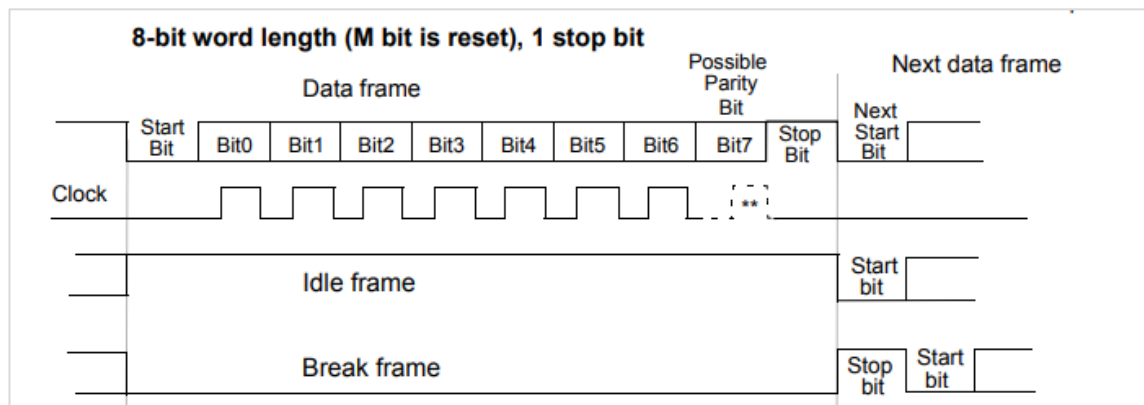 8-bit word length (M bit is reset), 1 stop bit
Data frame
Possible
Parity
Bit
Next data frame
Start
Bit
Bit0 Bit1 Bit2 Bit3 Bit4 Bit5 Bit6 Bit7
Stop
Bit
Next
Start
Bit
Clock
**
Idle frame
Start
bit
Break frame
Stop
bit
Start
bit